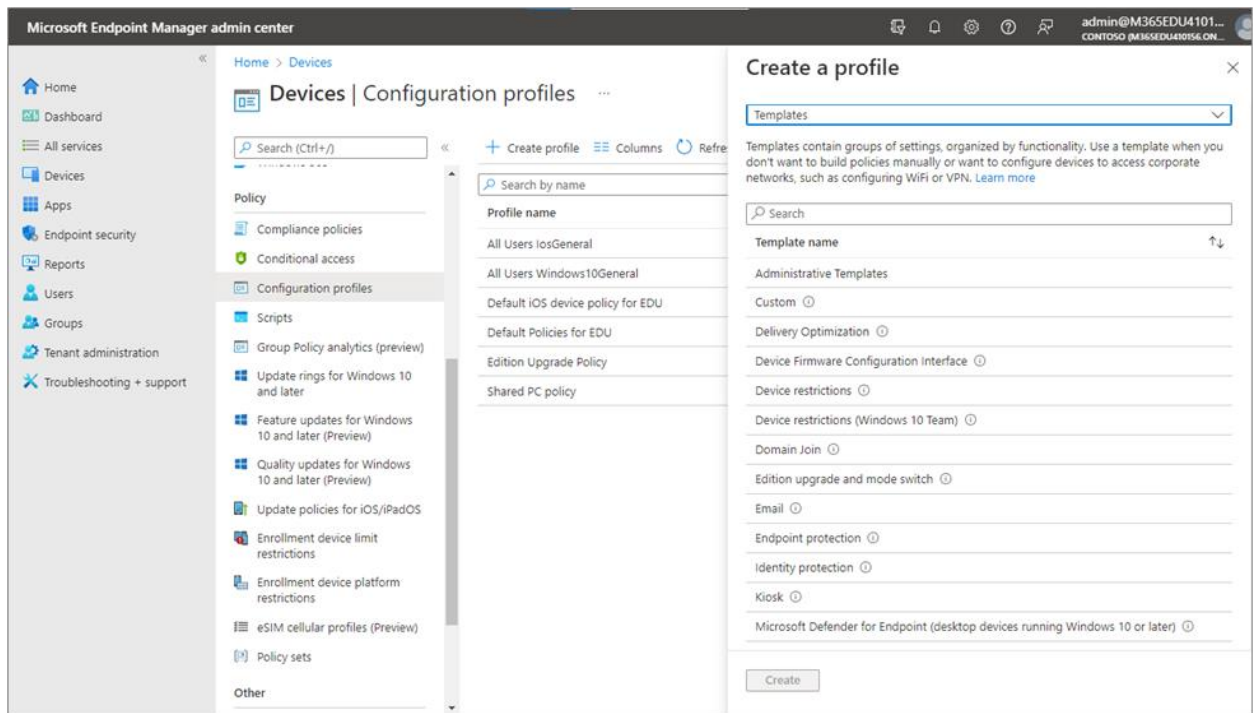 Microsoft Endpoint Manager admin center
admin@M365EDU4101...
CONTOSO (M365EDU410156.ON...
Home
Dashboard
All services
Devices
Apps
Endpoint security
Reports
Users
Groups
Tenant administration
Troubleshooting + support
Home > Devices
Devices | Configuration profiles ...
Search (Ctrl+/)
Policy
Compliance policies
Conditional access
Configuration profiles
Scripts
Group Policy analytics (preview)
Update rings for Windows 10
and later
Feature updates for Windows
10 and later (Preview)
Quality updates for Windows
10 and later (Preview)
Update policies for iOS/iPadOS
Enrollment device limit
restrictions
Enrollment device platform
restrictions
eSIM cellular profiles (Preview)
Policy sets
Other
Create profile Columns Refre
Search by name
Profile name
All Users IosGeneral
All Users Windows10General
Default iOS device policy for EDU
Default Policies for EDU
Edition Upgrade Policy
Shared PC policy
Create a profile
Templates
Templates contain groups of settings, organized by functionality. Use a template when you
don't want to build policies manually or want to configure devices to access corporate
networks, such as configuring WiFi or VPN. Learn more
Search
Template name
Administrative Templates
Custom
Delivery Optimization
Device Firmware Configuration Interface
Device restrictions
Device restrictions (Windows 10 Team)
Domain Join
Edition upgrade and mode switch
Email
Endpoint protection
Identity protection
Kiosk
Microsoft Defender for Endpoint (desktop devices running Windows 10 or later)
Create